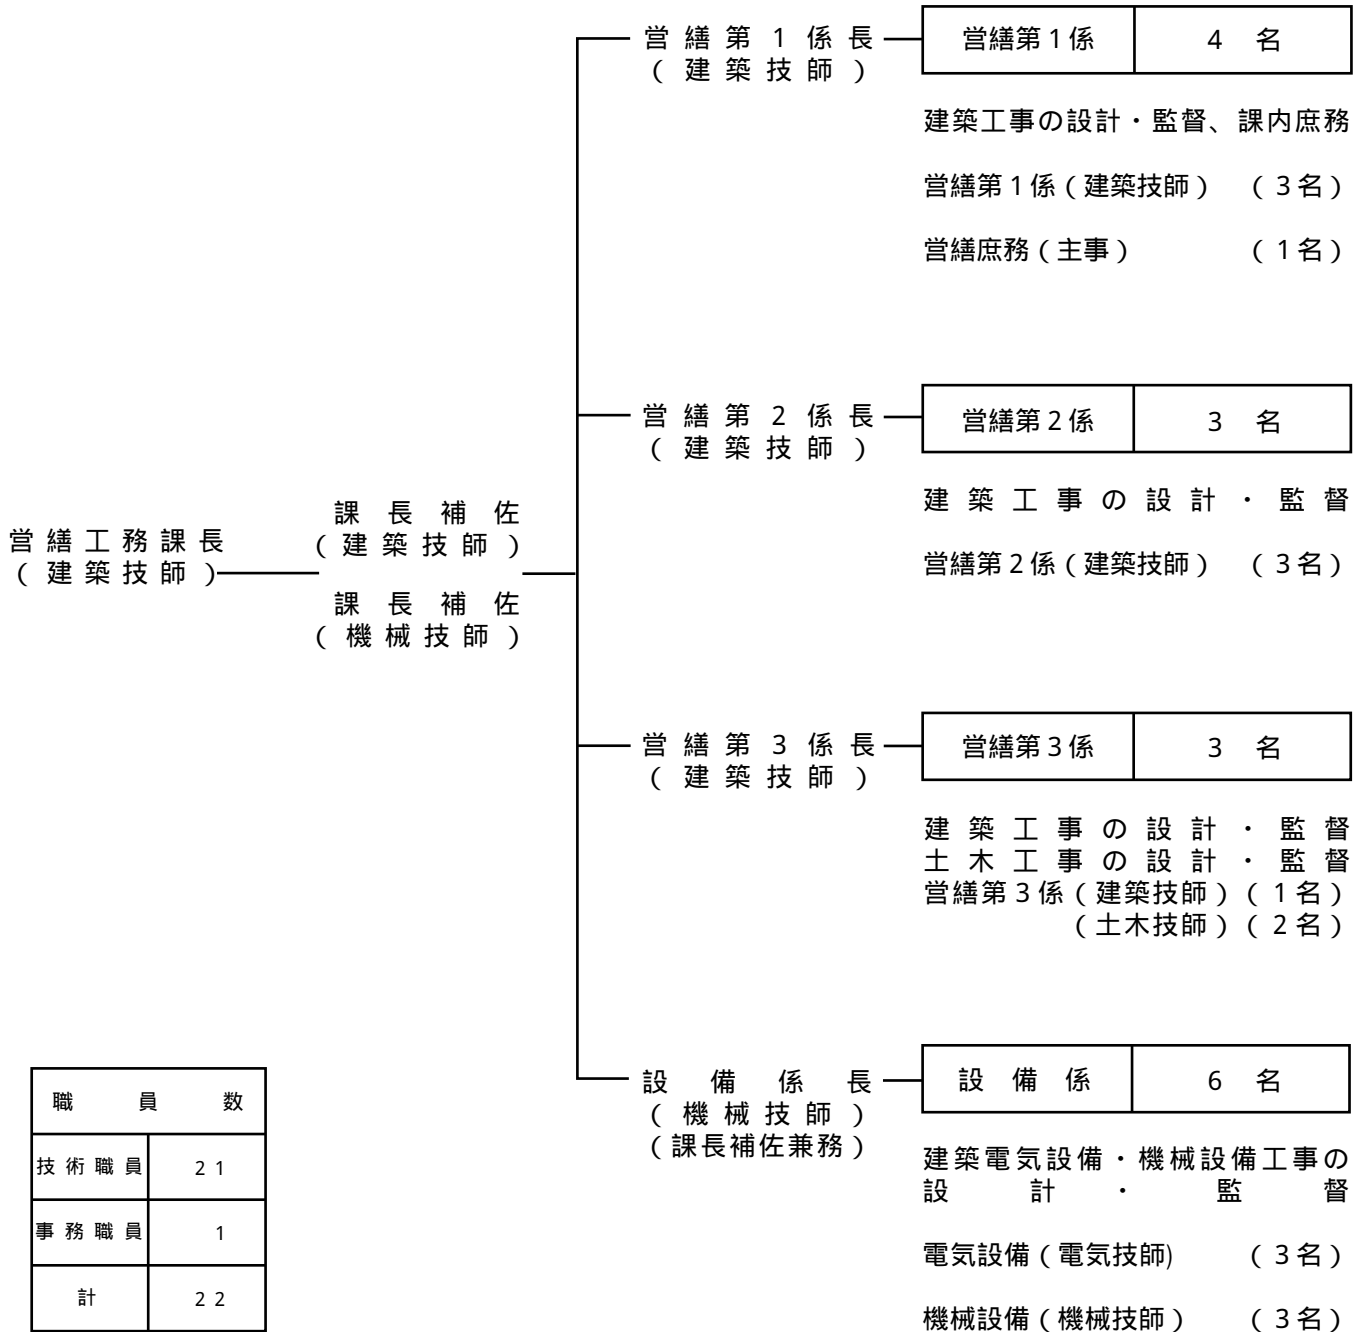 営繕工務課長
(建築技師)
課長補佐
(建築技師)
課長補佐
(機械技師)
営繕第1係長
(建築技師)
営繕第1係 4名
建築工事の設計・監督、課内庶務
営繕第1係(建築技師) (3名)
営繕庶務(主事) (1名)
営繕第2係長
(建築技師)
営繕第2係 3名
建築工事の設計・監督
営繕第2係(建築技師) (3名)
営繕第3係長
(建築技師)
営繕第3係 3名
建築工事の設計・監督
土木工事の設計・監督
営繕第3係(建築技師)(1名)
(土木技師)(2名)
設備係長
(機械技師)
(課長補佐兼務)
設備係 6名
建築電気設備・機械設備工事の
設計・監督
電気設備(電気技師) (3名)
機械設備(機械技師) (3名)
職員数
技術職員 21
事務職員 1
計 22